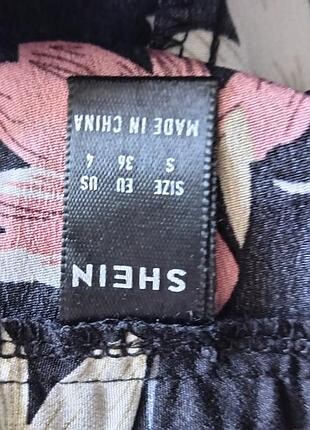 SHEIN
SIZE EU US
S 36 4
MADE IN CHINA